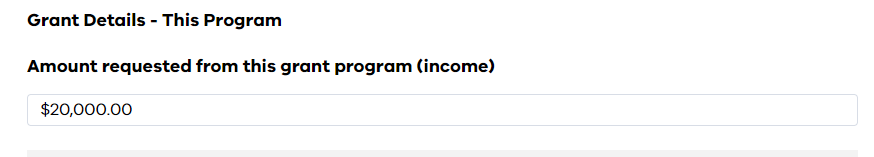 Grant Details - This Program
Amount requested from this grant program (income)
$20,000.00